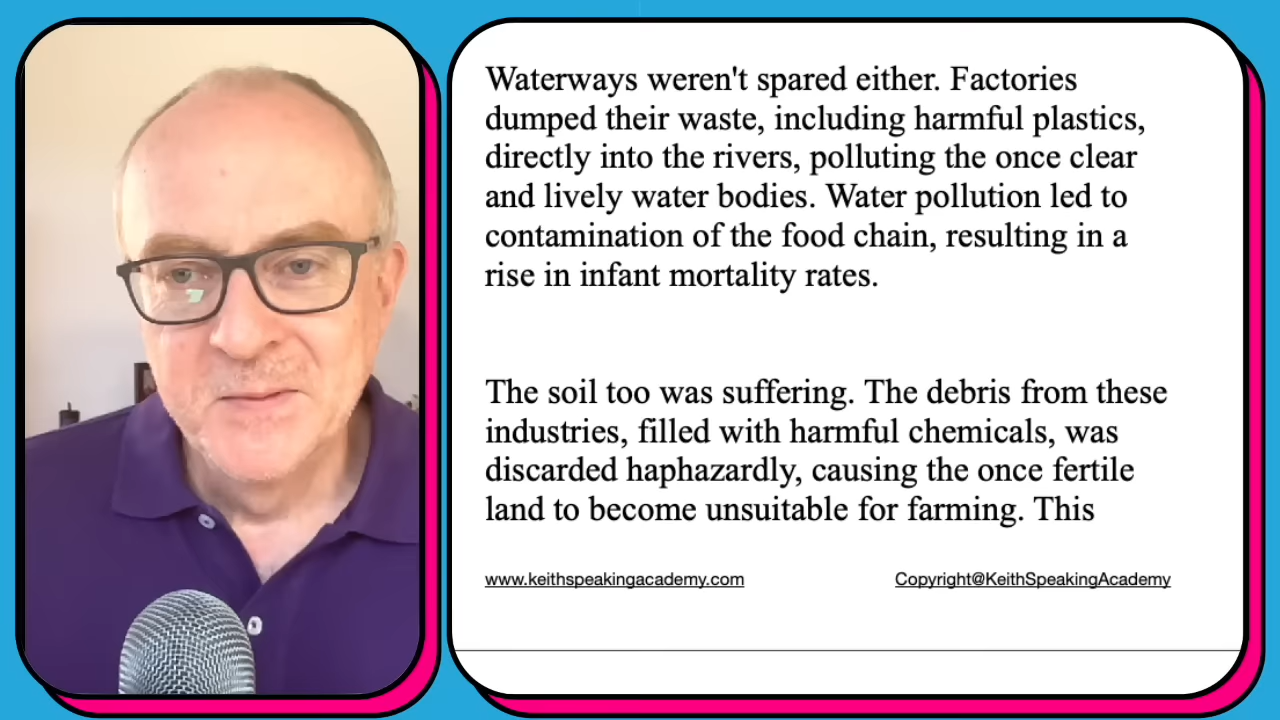 Waterways weren't spared either. Factories
dumped their waste, including harmful plastics,
directly into the rivers, polluting the once clear
and lively water bodies. Water pollution led to
contamination of the food chain, resulting in a
rise in infant mortality rates.
The soil too was suffering. The debris from these
industries, filled with harmful chemicals, was
discarded haphazardly, causing the once fertile
land to become unsuitable for farming. This
www.keithspeakingacademy.com
Copyright@KeithSpeakingAcademy